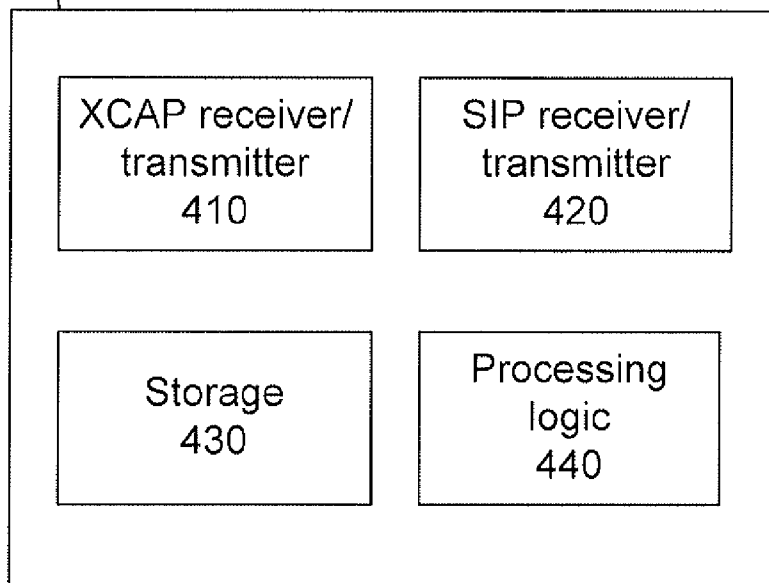 XCAP receiver/
transmitter
410
SIP receiver/
transmitter
420
Storage
430
Processing
logic
440